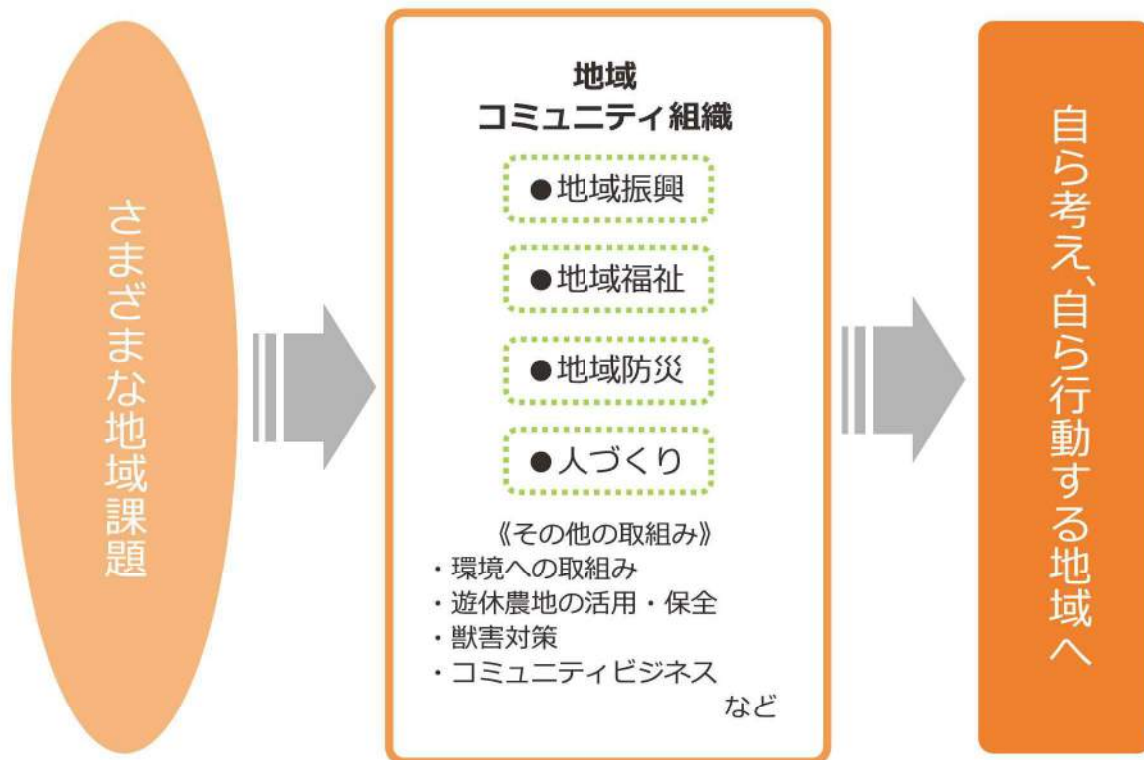 さまざまな地域課題
地域
コミュニティ組織
●地域振興
●地域福祉
●地域防災
●人づくり
《その他の取組み》
・環境への取組み
・遊休農地の活用・保全
・獣害対策
・コミュニティビジネス
など
自ら考え、自ら行動する地域へ